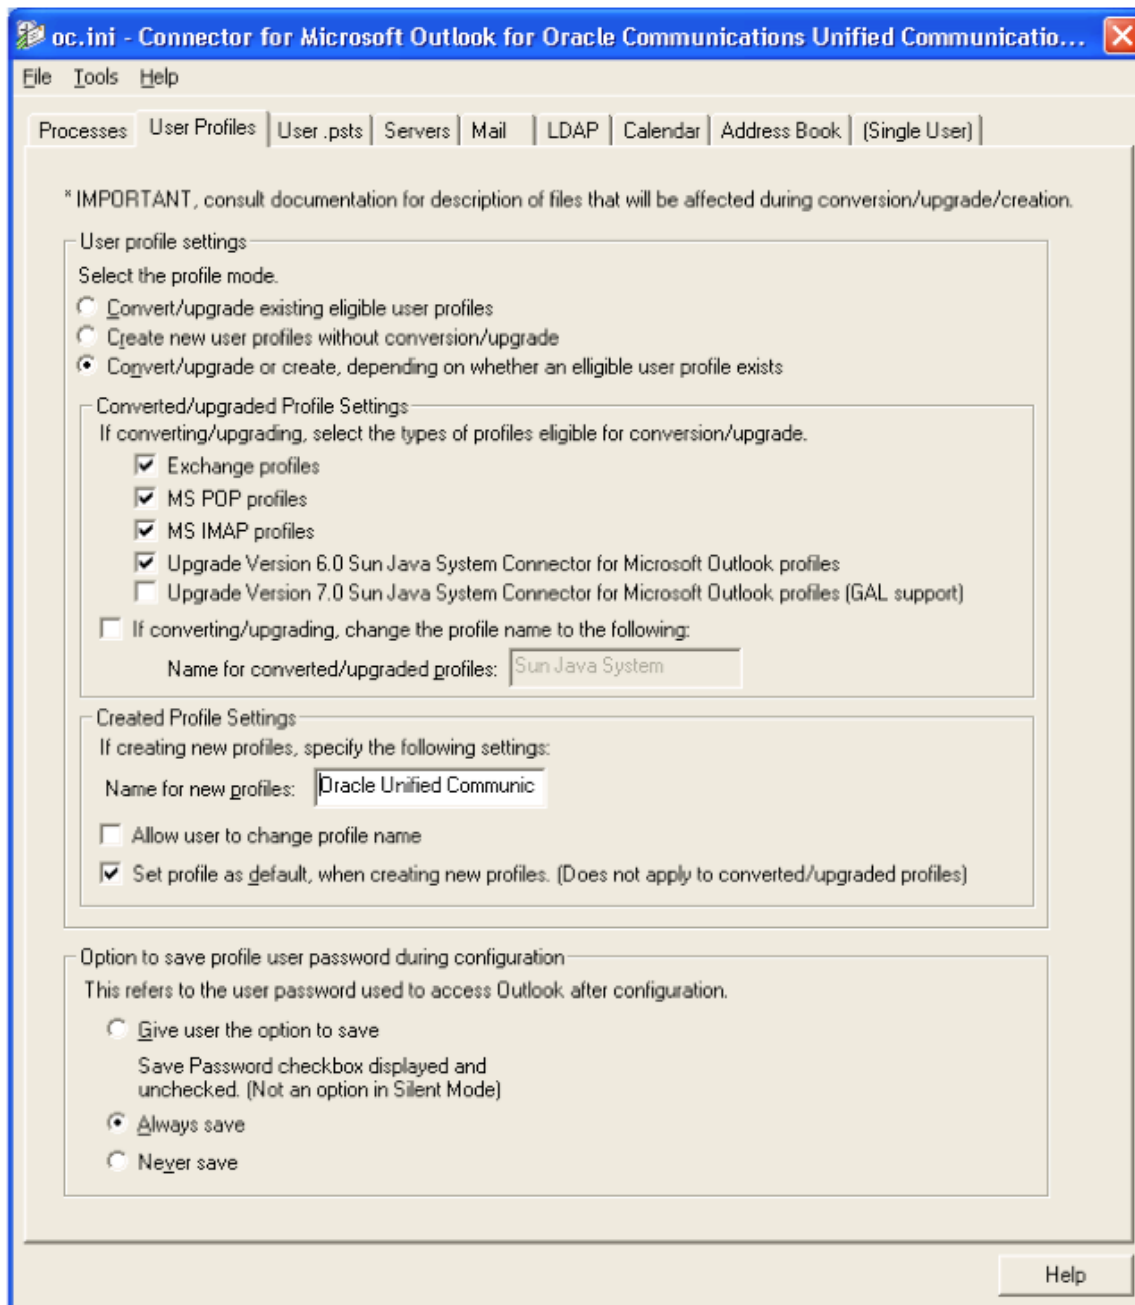 oc.ini - Connector for Microsoft Outlook for Oracle Communications Unified Communicatio...
File Tools Help
Processes User Profiles User .psts Servers Mail LDAP Calendar Address Book (Single User)
* IMPORTANT, consult documentation for description of files that will be affected during conversion/upgrade/creation.
User profile settings
Select the profile mode.
Convert/upgrade existing eligible user profiles
Create new user profiles without conversion/upgrade
Convert/upgrade or create, depending on whether an elligible user profile exists
Converted/upgraded Profile Settings
If converting/upgrading, select the types of profiles eligible for conversion/upgrade.
Exchange profiles
MS POP profiles
MS IMAP profiles
Upgrade Version 6.0 Sun Java System Connector for Microsoft Outlook profiles
Upgrade Version 7.0 Sun Java System Connector for Microsoft Outlook profiles (GAL support)
If converting/upgrading, change the profile name to the following:
Name for converted/upgraded profiles: Sun Java System
Created Profile Settings
If creating new profiles, specify the following settings:
Name for new profiles: Oracle Unified Communic
Allow user to change profile name
Set profile as default, when creating new profiles. (Does not apply to converted/upgraded profiles)
Option to save profile user password during configuration
This refers to the user password used to access Outlook after configuration.
Give user the option to save
Save Password checkbox displayed and
unchecked. (Not an option in Silent Mode)
Always save
Never save
Help